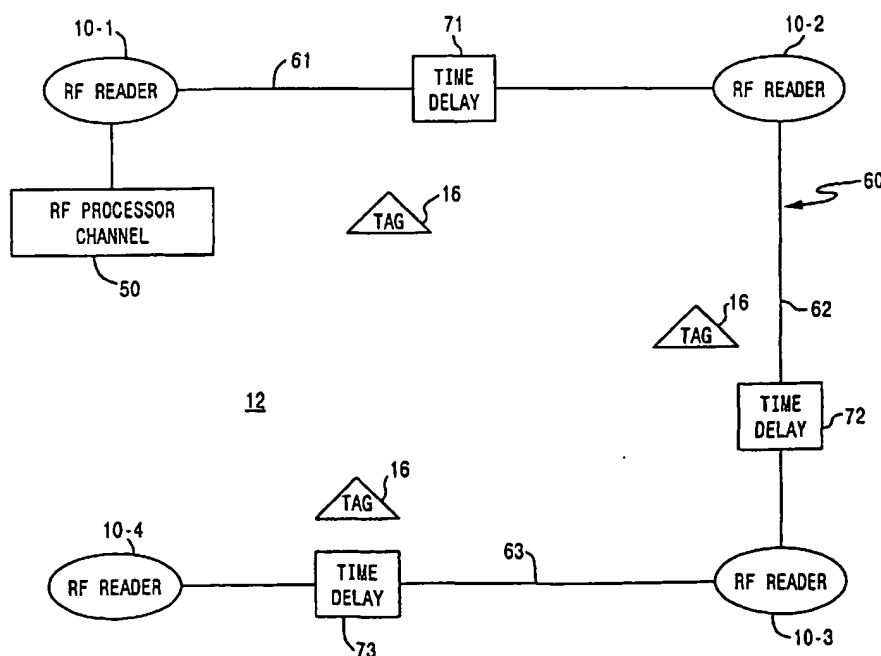 10-1
71
10-2
61
RF READER
TIME
DELAY
RF READER
60
16
TAG
RF PROCESSOR
CHANNEL
50
16
TAG
62
12
TIME
DELAY
72
16
TAG
10-4
63
RF READER
TIME
DELAY
RF READER
73
10-3